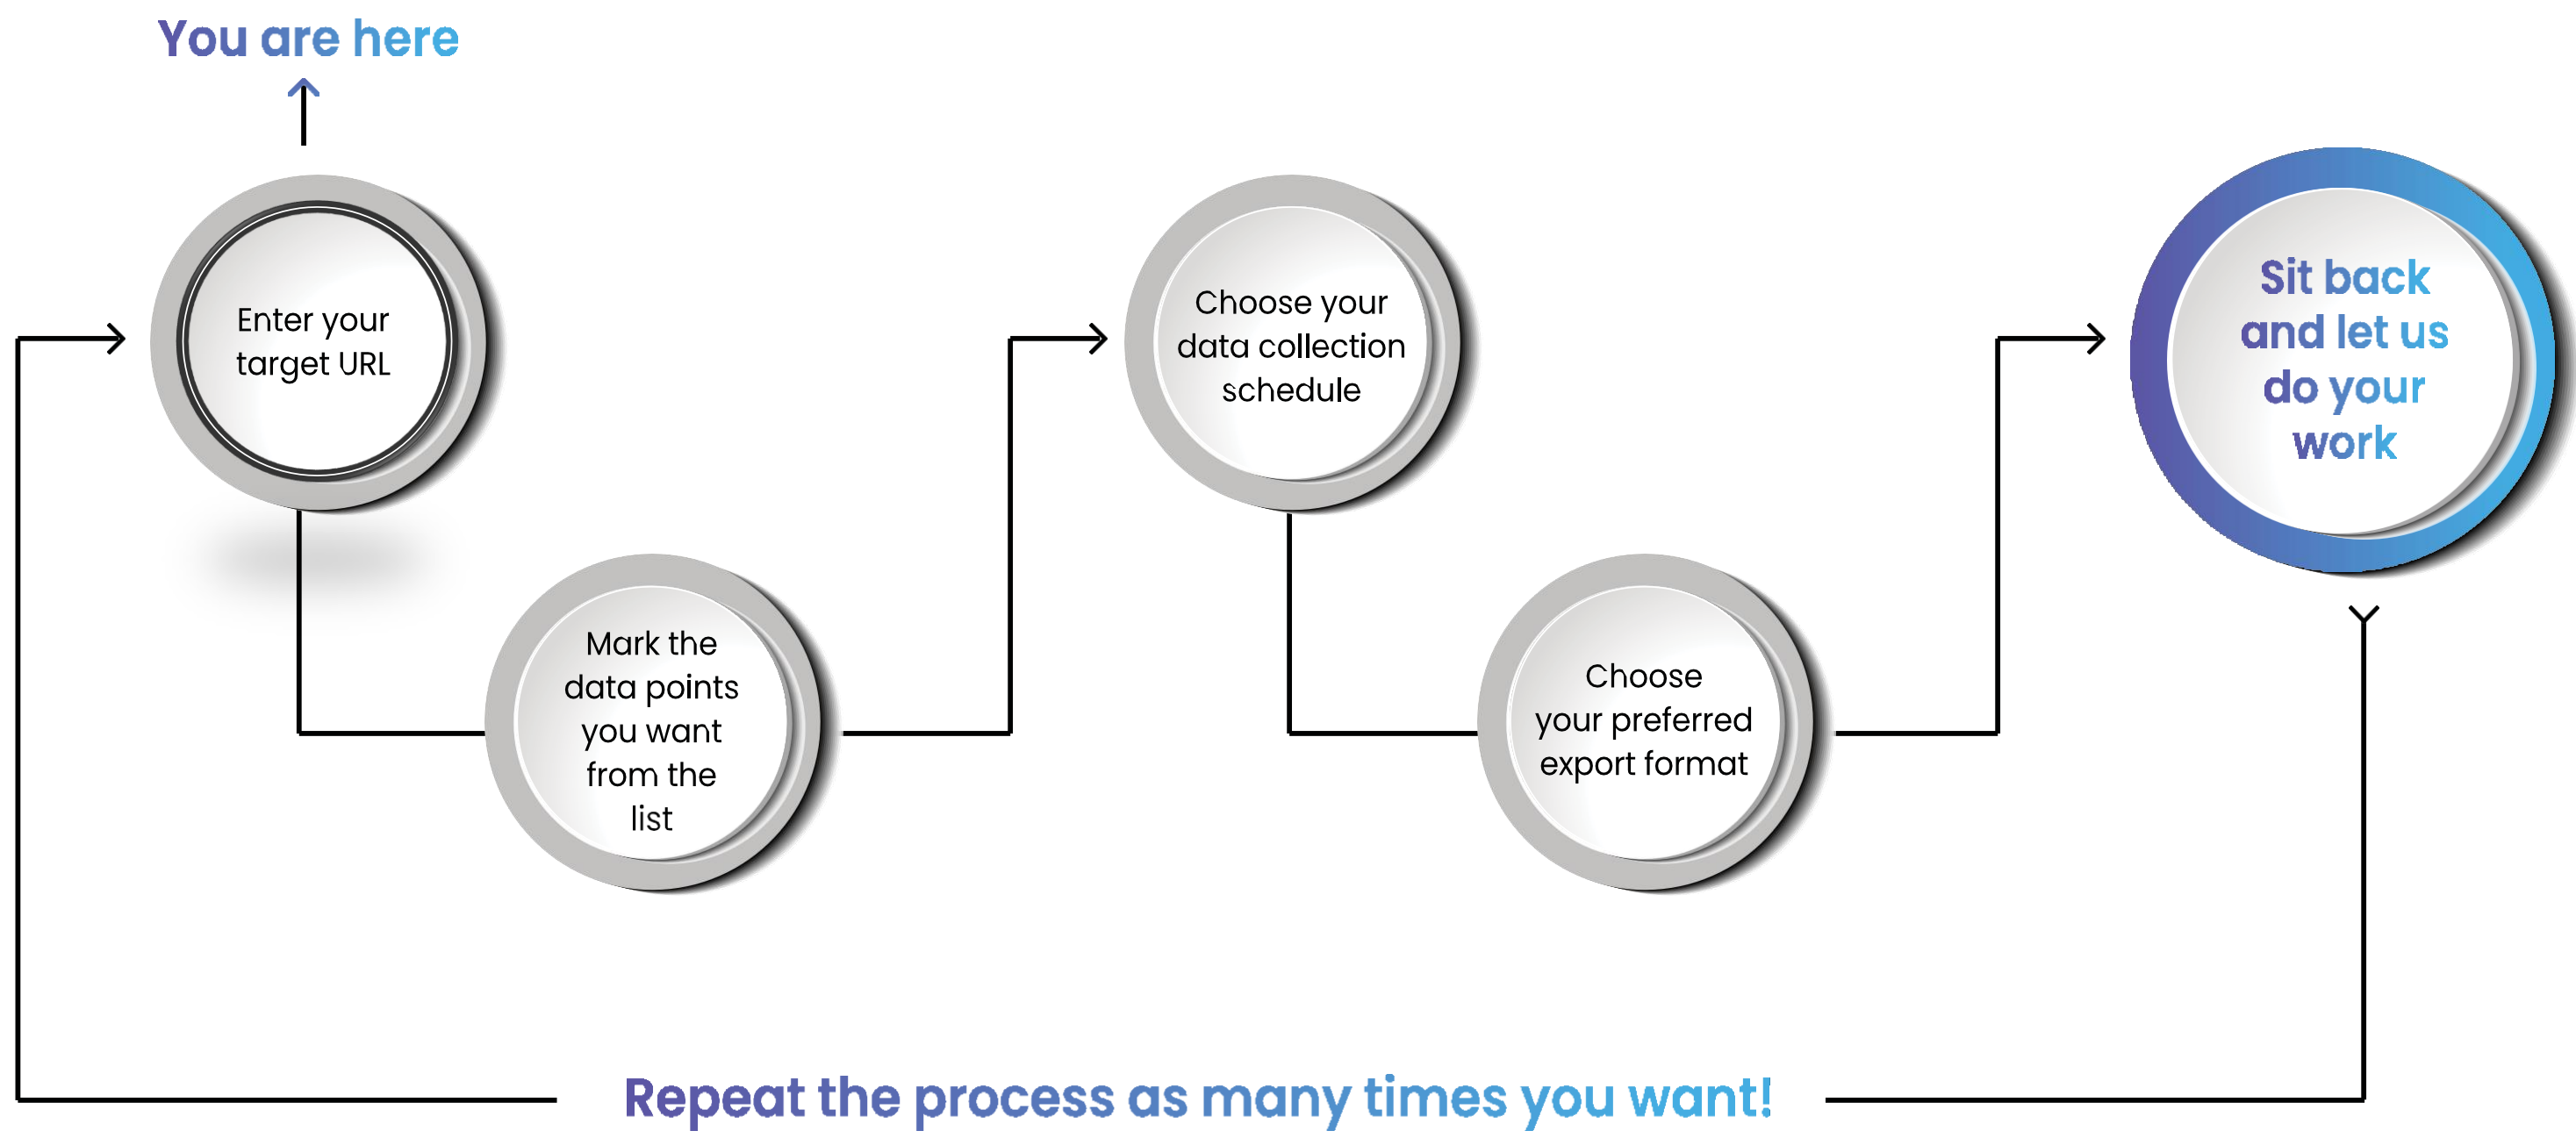 You are here
Enter your
target URL
Mark the
data points
you want
from the
list
Choose your
data collection
schedule
Choose
your preferred
export format
Sit back
and let us
do your
work
Repeat the process as many times you want!